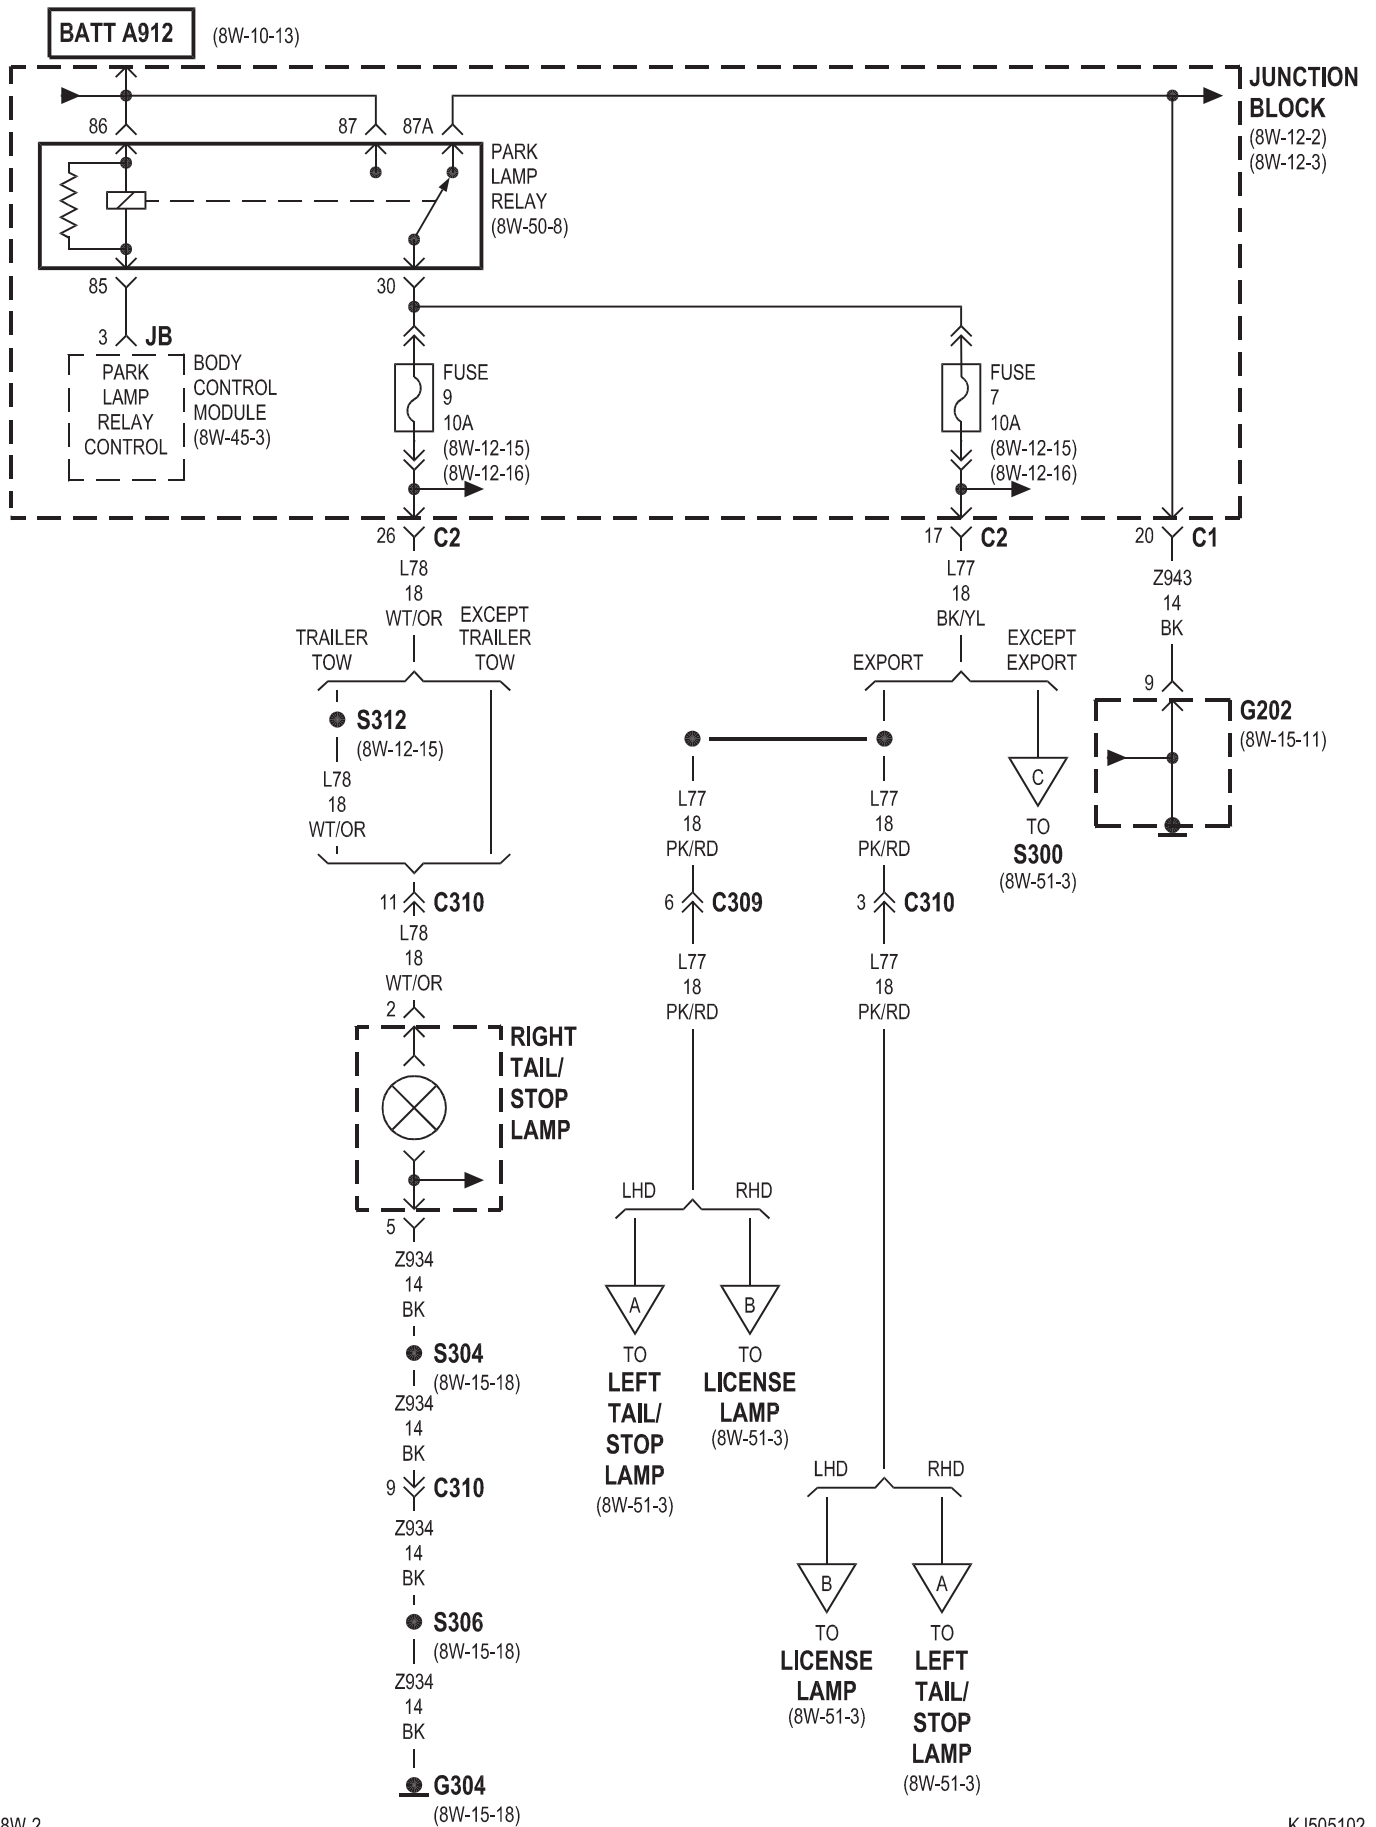 BATT A912 (8W-10-13)
JUNCTION
BLOCK
(8W-12-2)
(8W-12-3)
86 87 87A
PARK
LAMP
RELAY
(8W-50-8)
85 30
3 JB
PARK
LAMP
RELAY
CONTROL
BODY
CONTROL
MODULE
(8W-45-3)
FUSE
9
10A
(8W-12-15)
(8W-12-16)
FUSE
7
10A
(8W-12-15)
(8W-12-16)
26 C2
17 C2
20 C1
L78
18
WT/OR
L77
18
BK/YL
Z943
14
BK
TRAILER
TOW
EXCEPT
TRAILER
TOW
EXPORT
EXCEPT
EXPORT
9
G202
(8W-15-11)
S312
(8W-12-15)
L78
18
WT/OR
L77
18
PK/RD
L77
18
PK/RD
C
TO
S300
(8W-51-3)
11 C310
6 C309
3 C310
L78
18
WT/OR
L77
18
PK/RD
L77
18
PK/RD
2
RIGHT
TAIL/
STOP
LAMP
5
Z934
14
BK
S304
(8W-15-18)
Z934
14
BK
9 C310
Z934
14
BK
S306
(8W-15-18)
Z934
14
BK
G304
(8W-15-18)
LHD RHD
A
TO
LEFT
TAIL/
STOP
LAMP
(8W-51-3)
B
TO
LICENSE
LAMP
(8W-51-3)
LHD RHD
B
TO
LICENSE
LAMP
(8W-51-3)
A
TO
LEFT
TAIL/
STOP
LAMP
(8W-51-3)
8W-2 KJ505102